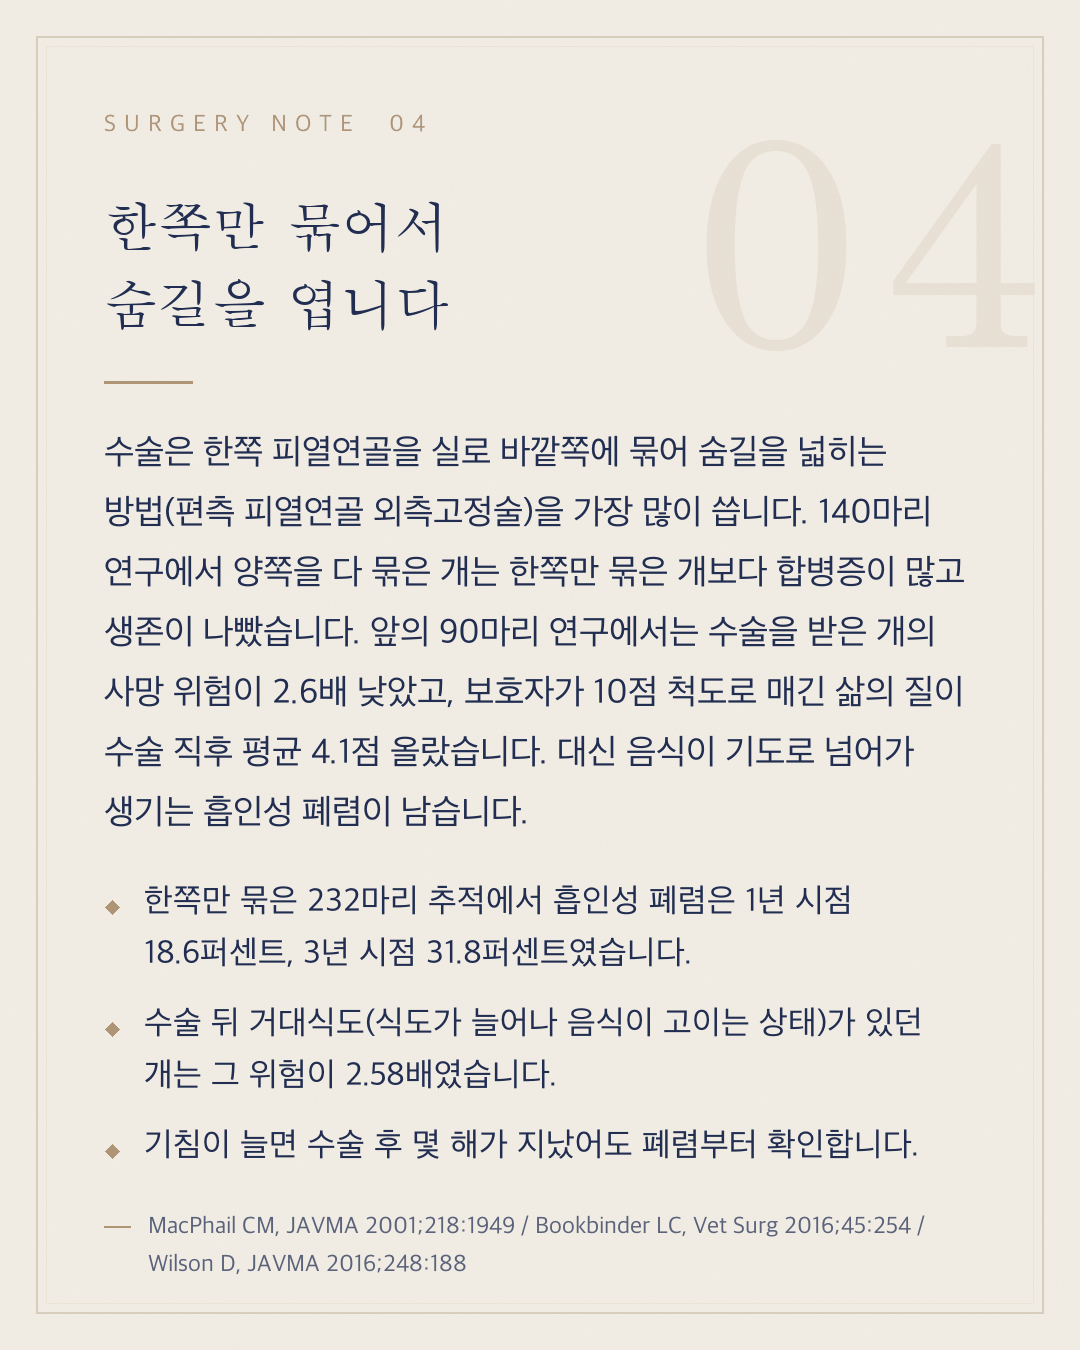 SURGERY NOTE 04
04
한쪽만 묶어서
숨길을 엽니다
수술은 한쪽 피열연골을 실로 바깥쪽에 묶어 숨길을 넓히는
방법(편측 피열연골 외측고정술)을 가장 많이 씁니다. 140마리
연구에서 양쪽을 다 묶은 개는 한쪽만 묶은 개보다 합병증이 많고
생존이 나빴습니다. 앞의 90마리 연구에서는 수술을 받은 개의
사망 위험이 2.6배 낮았고, 보호자가 10점 척도로 매긴 삶의 질이
수술 직후 평균 4.1점 올랐습니다. 대신 음식이 기도로 넘어가
생기는 흡인성 폐렴이 남습니다.
◆ 한쪽만 묶은 232마리 추적에서 흡인성 폐렴은 1년 시점
18.6퍼센트, 3년 시점 31.8퍼센트였습니다.
◆ 수술 뒤 거대식도(식도가 늘어나 음식이 고이는 상태)가 있던
개는 그 위험이 2.58배였습니다.
◆ 기침이 늘면 수술 후 몇 해가 지났어도 폐렴부터 확인합니다.
— MacPhail CM, JAVMA 2001;218:1949 / Bookbinder LC, Vet Surg 2016;45:254 /
Wilson D, JAVMA 2016;248:188